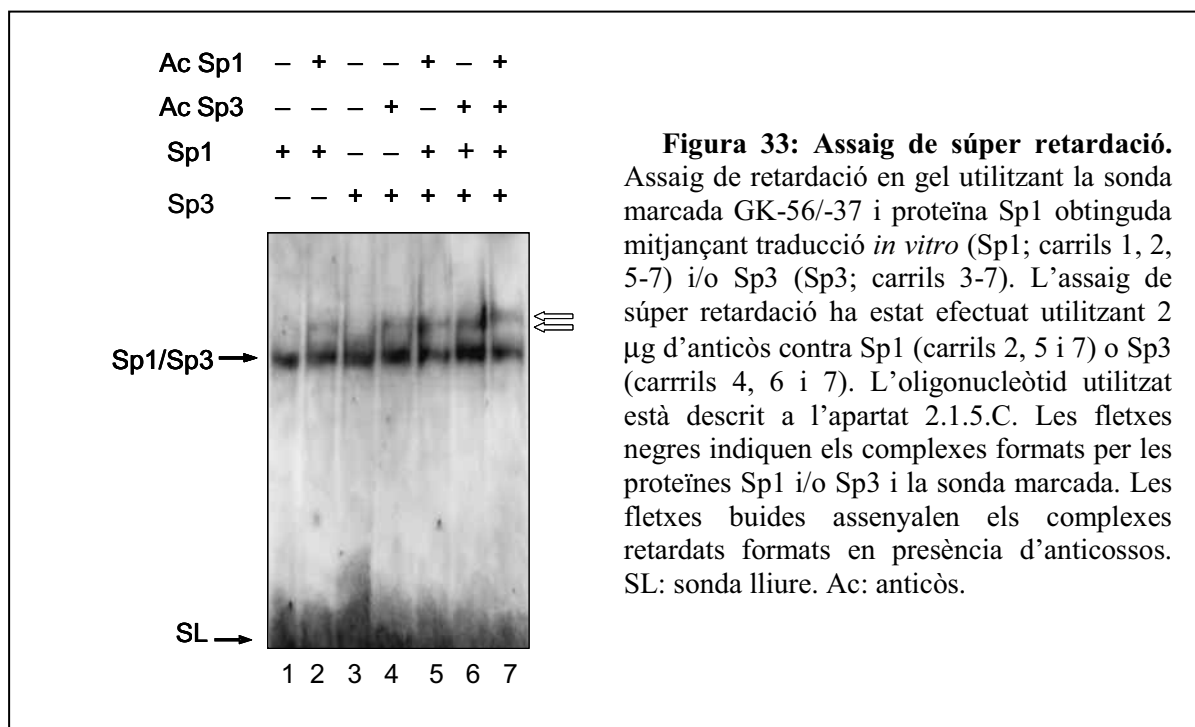 Ac Sp1 – + – – + – +
Ac Sp3 – – – + – + +
Sp1 + + – – + + +
Sp3 – – + + + + +
Sp1/Sp3
SL
1 2 3 4 5 6 7
Figura 33: Assaig de súper retardació.
Assaig de retardació en gel utilitzant la sonda
marcada GK-56/-37 i proteïna Sp1 obtinguda
mitjançant traducció in vitro (Sp1; carrils 1, 2,
5-7) i/o Sp3 (Sp3; carrils 3-7). L’assaig de
súper retardació ha estat efectuat utilitzant 2
μg d’anticòs contra Sp1 (carrils 2, 5 i 7) o Sp3
(carrrils 4, 6 i 7). L’oligonucleòtid utilitzat
està descrit a l’apartat 2.1.5.C. Les fletxes
negres indiquen els complexes formats per les
proteïnes Sp1 i/o Sp3 i la sonda marcada. Les
fletxes buides assenyalen els complexes
retardats formats en presència d’anticossos.
SL: sonda lliure. Ac: anticòs.